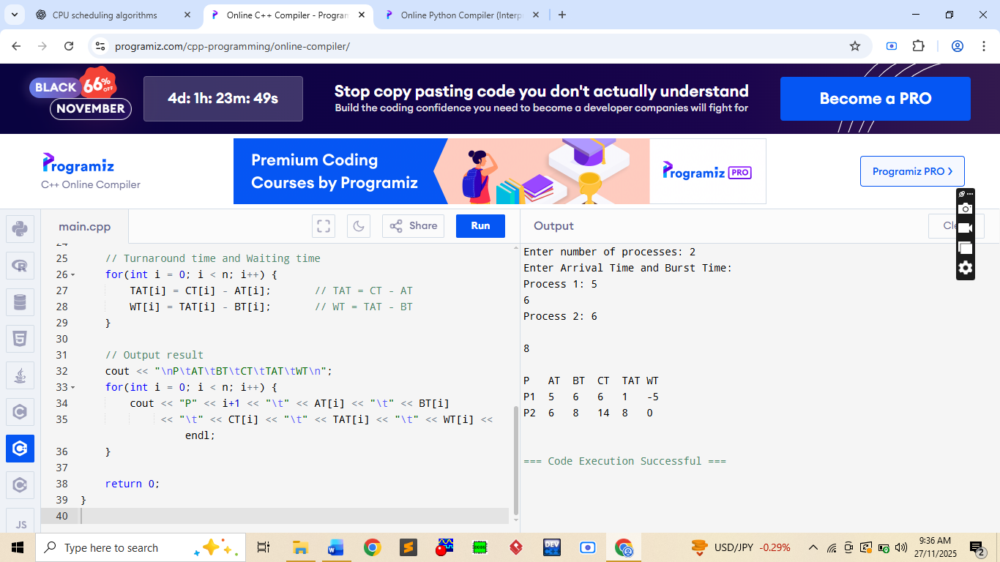 CPU scheduling algorithms
Online C++ Compiler - Program
Online Python Compiler (Interp
programiz.com/cpp-programming/online-compiler/
BLACK 66% OFF
NOVEMBER
4d: 1h: 23m: 49s
Stop copy pasting code you don't actually understand
Build the coding confidence you need to become a developer companies will fight for
Become a PRO
Programiz
C++ Online Compiler
Premium Coding
Courses by Programiz
Programiz PRO
Programiz PRO >
main.cpp
Share
Run
Output
24
25 // Turnaround time and Waiting time
26 for(int i = 0; i < n; i++) {
27 TAT[i] = CT[i] - AT[i]; // TAT = CT - AT
28 WT[i] = TAT[i] - BT[i]; // WT = TAT - BT
29 }
30
31 // Output result
32 cout << "\nP\tAT\tBT\tCT\tTAT\tWT\n";
33 for(int i = 0; i < n; i++) {
34 cout << "P" << i+1 << "\t" << AT[i] << "\t" << BT[i]
35 << "\t" << CT[i] << "\t" << TAT[i] << "\t" << WT[i] <<
endl;
36 }
37
38 return 0;
39 }
40
JS
Enter number of processes: 2
Enter Arrival Time and Burst Time:
Process 1: 5
6
Process 2: 6
8
P AT BT CT TAT WT
P1 5 6 6 1 -5
P2 6 8 14 8 0
=== Code Execution Successful ===
Type here to search
8086
DEV
USD/JPY -0.29%
9:36 AM
27/11/2025
2